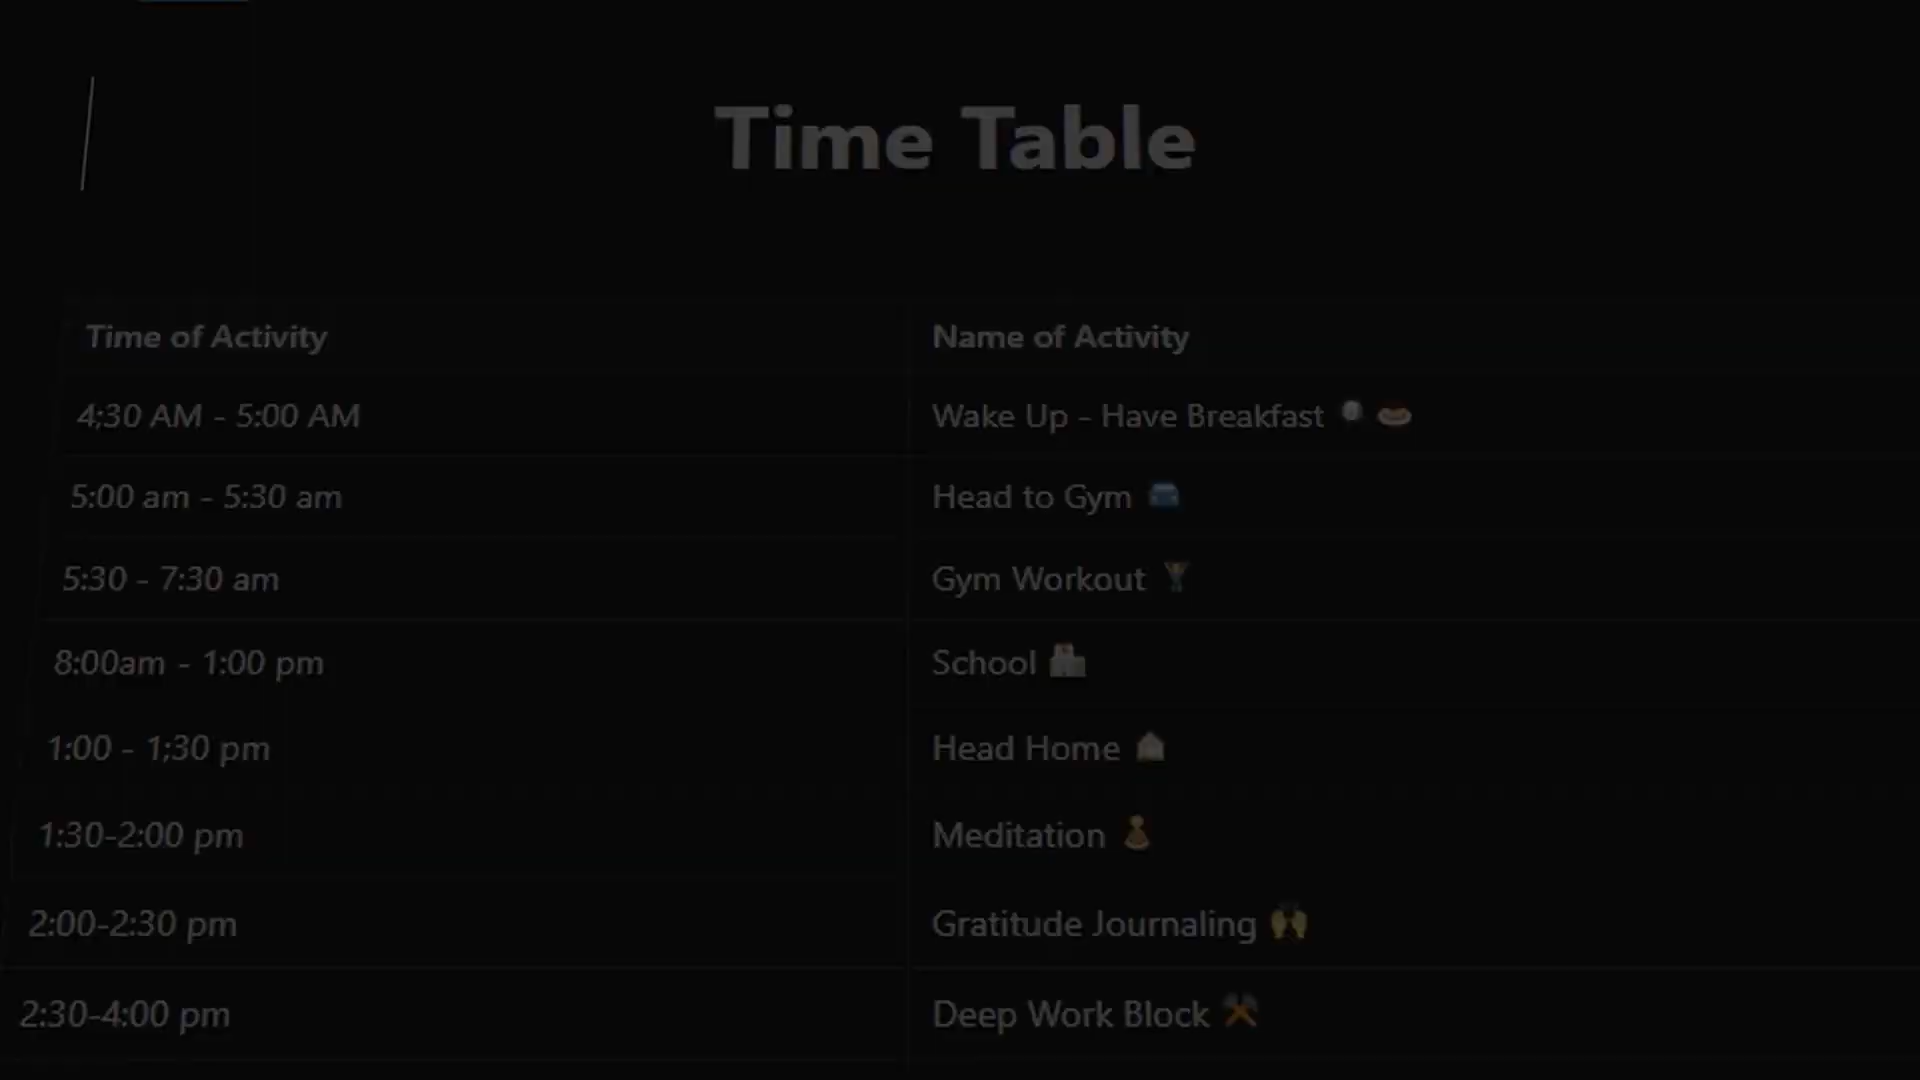 Time Table
Time of Activity Name of Activity
4;30 AM - 5:00 AM Wake Up - Have Breakfast
5:00 am - 5:30 am Head to Gym
5:30 - 7:30 am Gym Workout
8:00am - 1:00 pm School
1:00 - 1;30 pm Head Home
1:30-2:00 pm Meditation
2:00-2:30 pm Gratitude Journaling
2:30-4:00 pm Deep Work Block